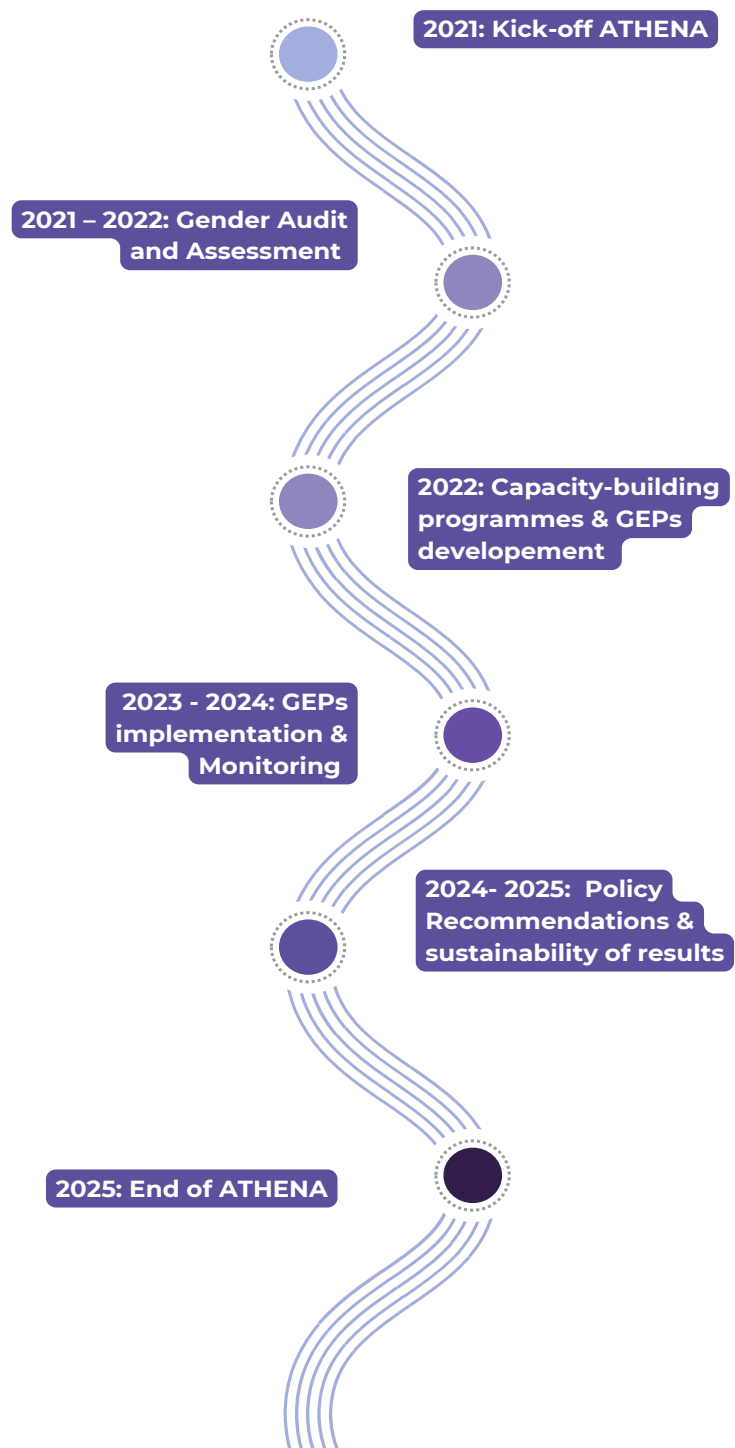 2021: Kick-off ATHENA
2021 – 2022: Gender Audit
and Assessment
2022: Capacity-building
programmes & GEPs
developement
2023 - 2024: GEPs
implementation &
Monitoring
2024- 2025:  Policy
Recommendations &
sustainability of results
2025: End of ATHENA